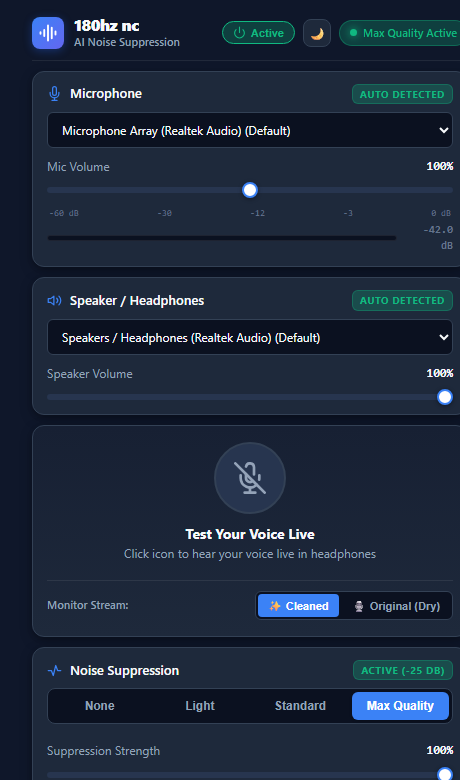 180hz nc
AI Noise Suppression
Active
Max Quality Active
Microphone
AUTO DETECTED
Microphone Array (Realtek Audio) (Default)
Mic Volume
100%
-60 dB -30 -12 -3 0 dB
-42.0
dB
Speaker / Headphones
AUTO DETECTED
Speakers / Headphones (Realtek Audio) (Default)
Speaker Volume
100%
Test Your Voice Live
Click icon to hear your voice live in headphones
Monitor Stream:
Cleaned
Original (Dry)
Noise Suppression
ACTIVE (-25 DB)
None Light Standard Max Quality
Suppression Strength
100%